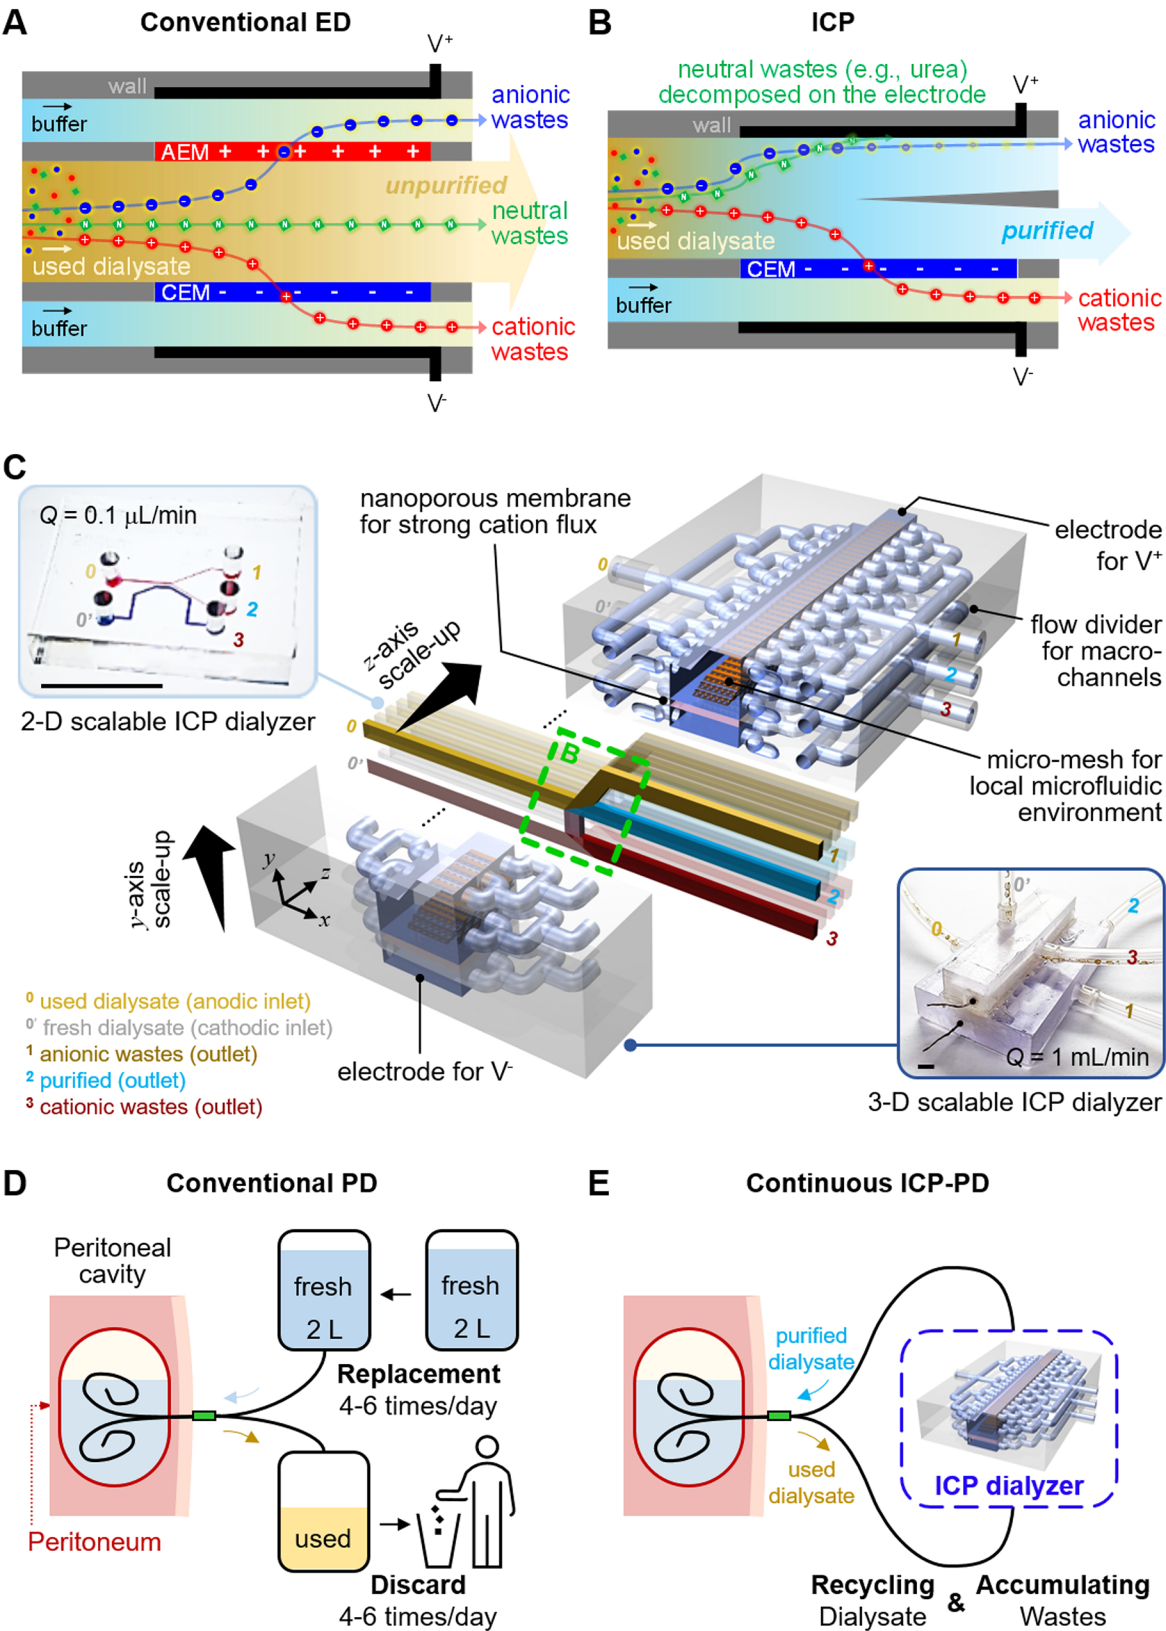 A
Conventional ED
V+
wall
buffer
anionic
wastes
AEM + + + + + +
unpurified
neutral
wastes
used dialysate
CEM - - - - - -
buffer
cationic
wastes
V-
B
ICP
neutral wastes (e.g., urea)
decomposed on the electrode
V+
wall
anionic
wastes
used dialysate
purified
CEM - - - - - -
buffer
cationic
wastes
V-
C
Q = 0.1 μL/min
0
0'
1
2
3
2-D scalable ICP dialyzer
nanoporous membrane
for strong cation flux
electrode
for V+
flow divider
for macro-
channels
micro-mesh for
local microfluidic
environment
0
0'
1
2
3
z-axis
scale-up
0
0'
B
1
2
3
y-axis
scale-up
y
z
x
0 used dialysate (anodic inlet)
0' fresh dialysate (cathodic inlet)
1 anionic wastes (outlet)
2 purified (outlet)
3 cationic wastes (outlet)
electrode for V-
0'
0
2
3
1
Q = 1 mL/min
3-D scalable ICP dialyzer
D
Conventional PD
Peritoneal
cavity
fresh
2 L
fresh
2 L
Replacement
4-6 times/day
used
Discard
4-6 times/day
Peritoneum
E
Continuous ICP-PD
purified
dialysate
used
dialysate
ICP dialyzer
Recycling
Dialysate
&
Accumulating
Wastes